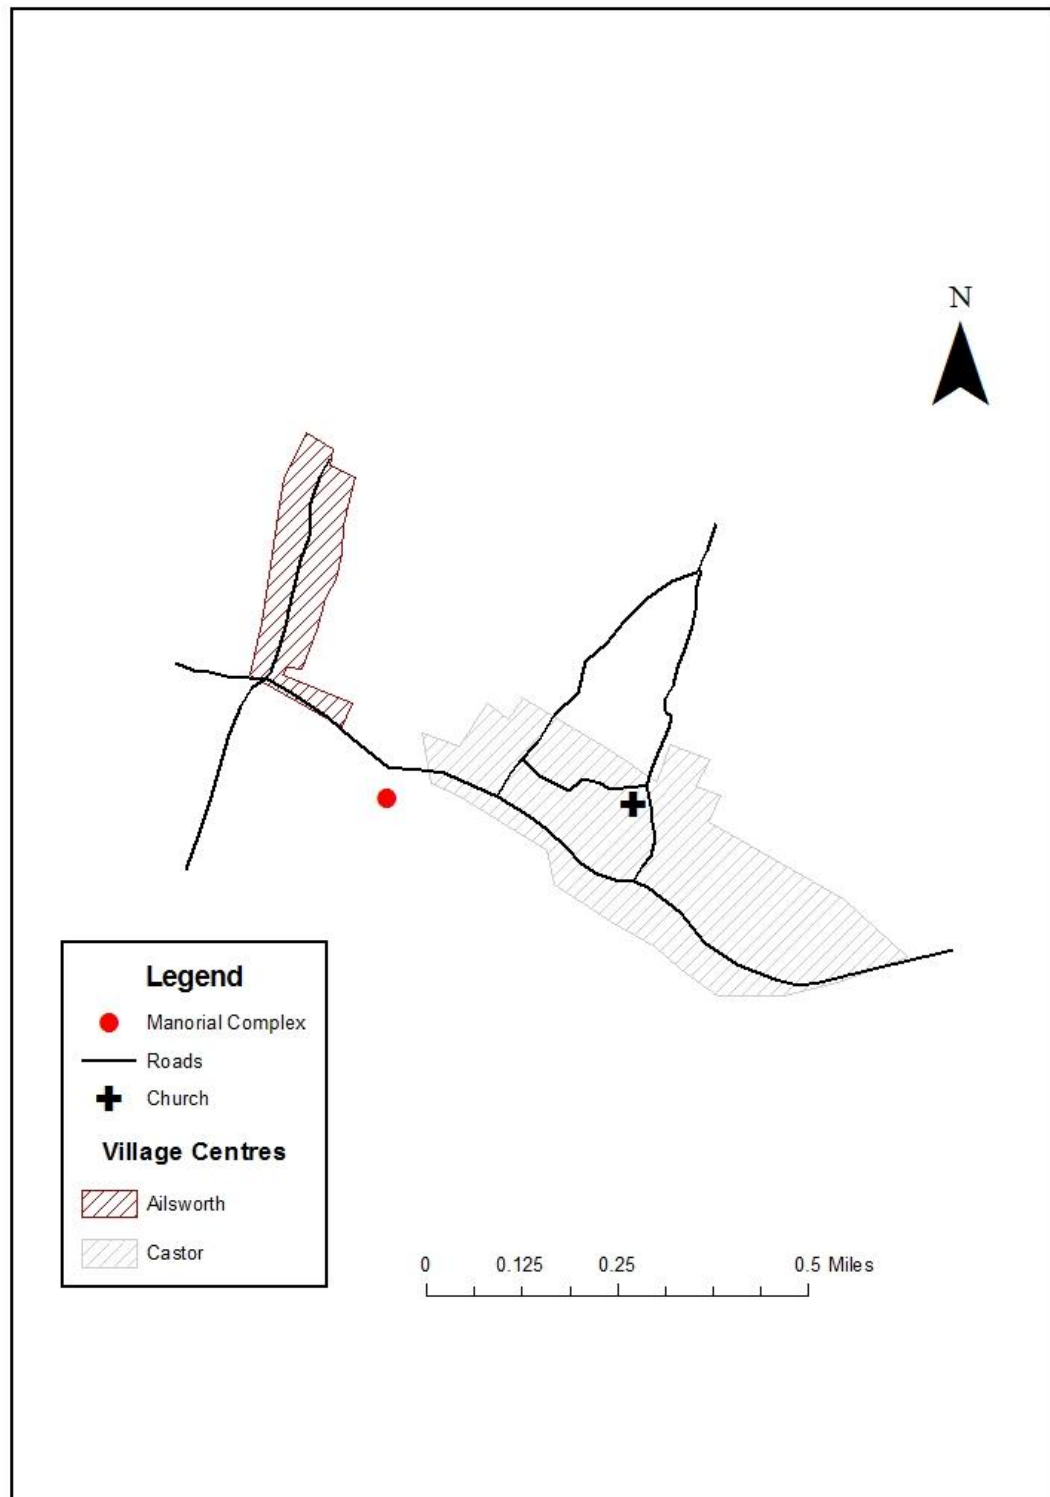 N
Legend
Manorial Complex
Roads
Church
Village Centres
Ailsworth
Castor
0 0.125 0.25 0.5 Miles